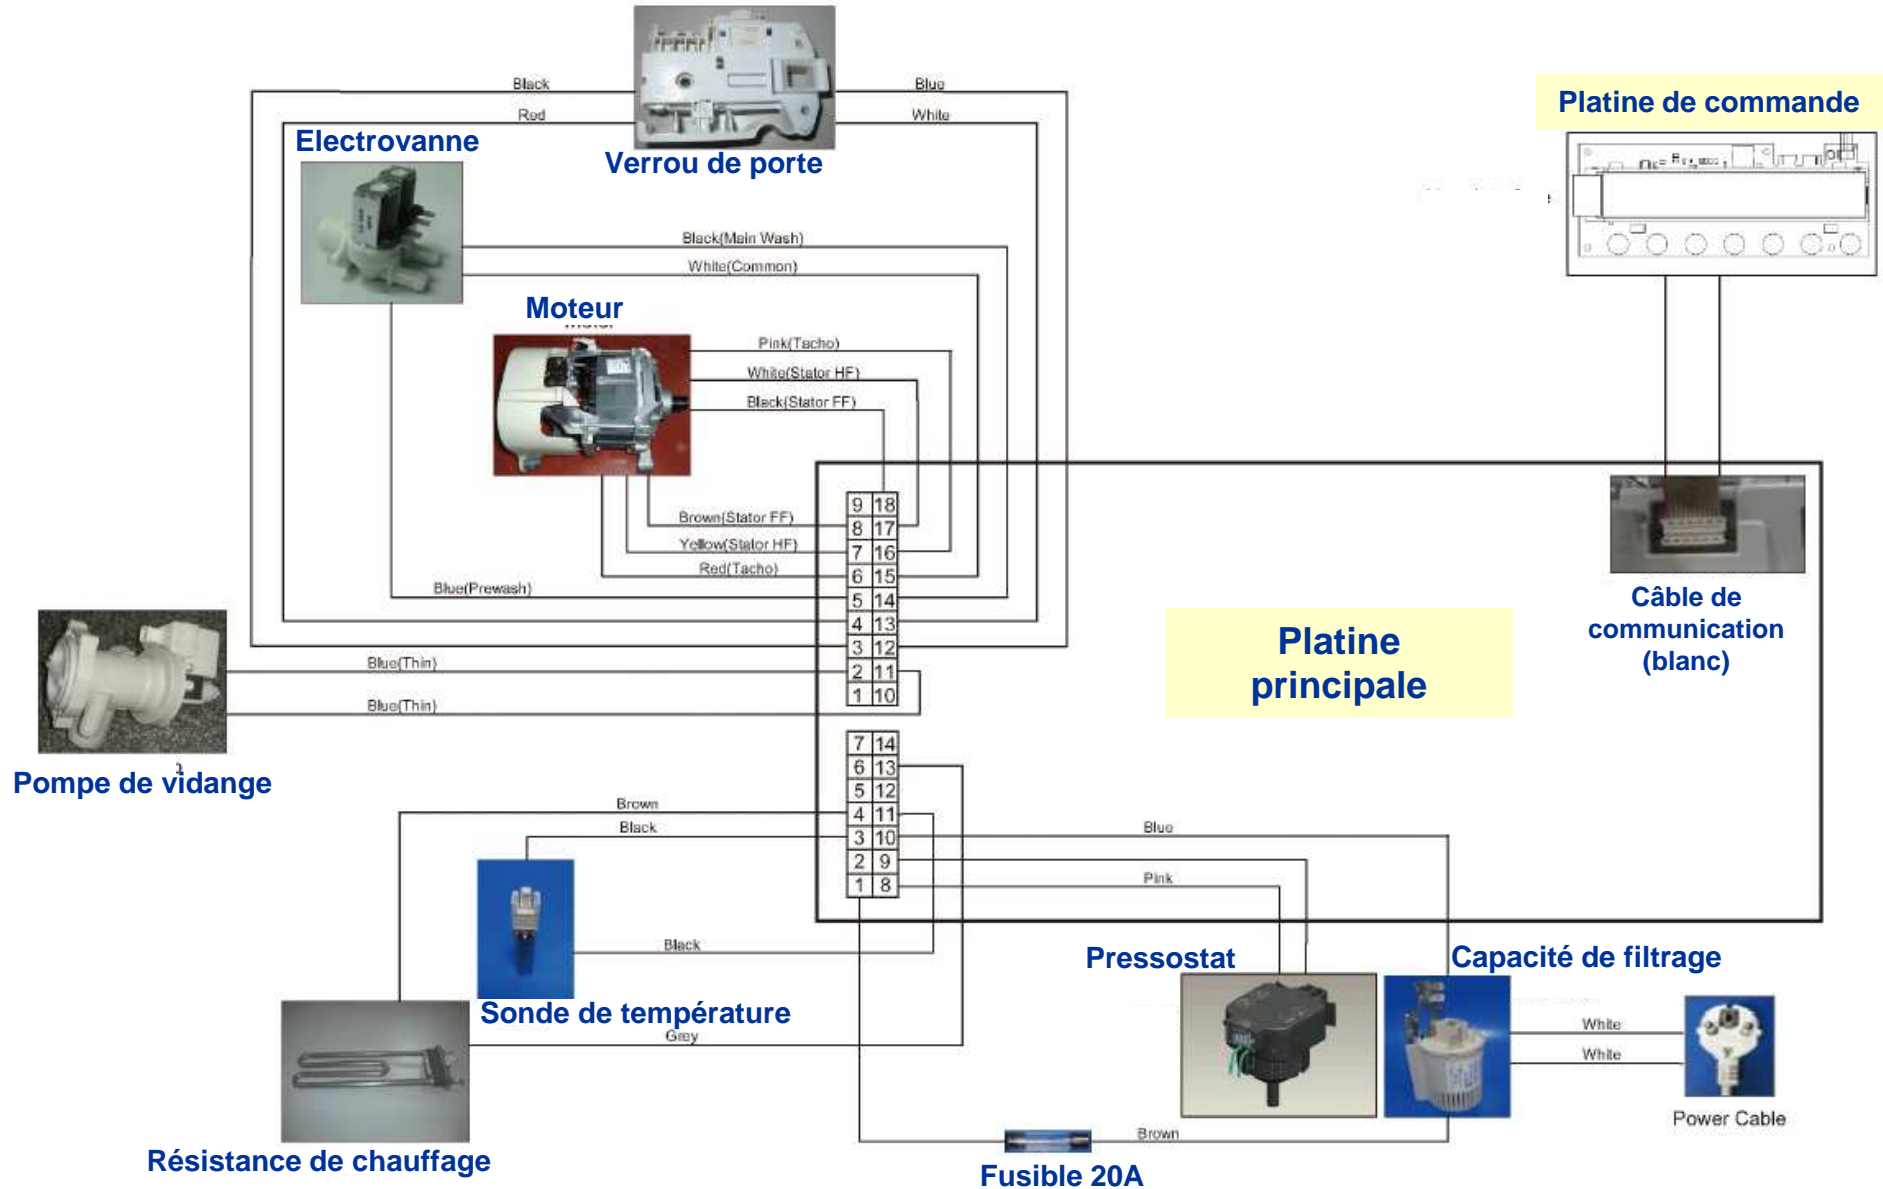 Black
Blue
Red
White
Electrovanne
Verrou de porte
Platine de commande
Black(Main Wash)
White(Common)
Moteur
Pink(Tacho)
White(Stator HF)
Black(Stator FF)
9 18
Brown(Stator FF)
8 17
Yellow(Stator HF)
7 16
Red(Tacho)
6 15
Blue(Prewash)
5 14
4 13
3 12
Blue(Thin)
2 11
Blue(Thin)
1 10
Câble de
communication
(blanc)
Platine
principale
Pompe de vidange
7 14
6 13
5 12
Brown
4 11
Black
3 10
Blue
2 9
1 8
Pink
Black
Sonde de température
Grey
Résistance de chauffage
Pressostat
Capacité de filtrage
White
White
Power Cable
Brown
Fusible 20A